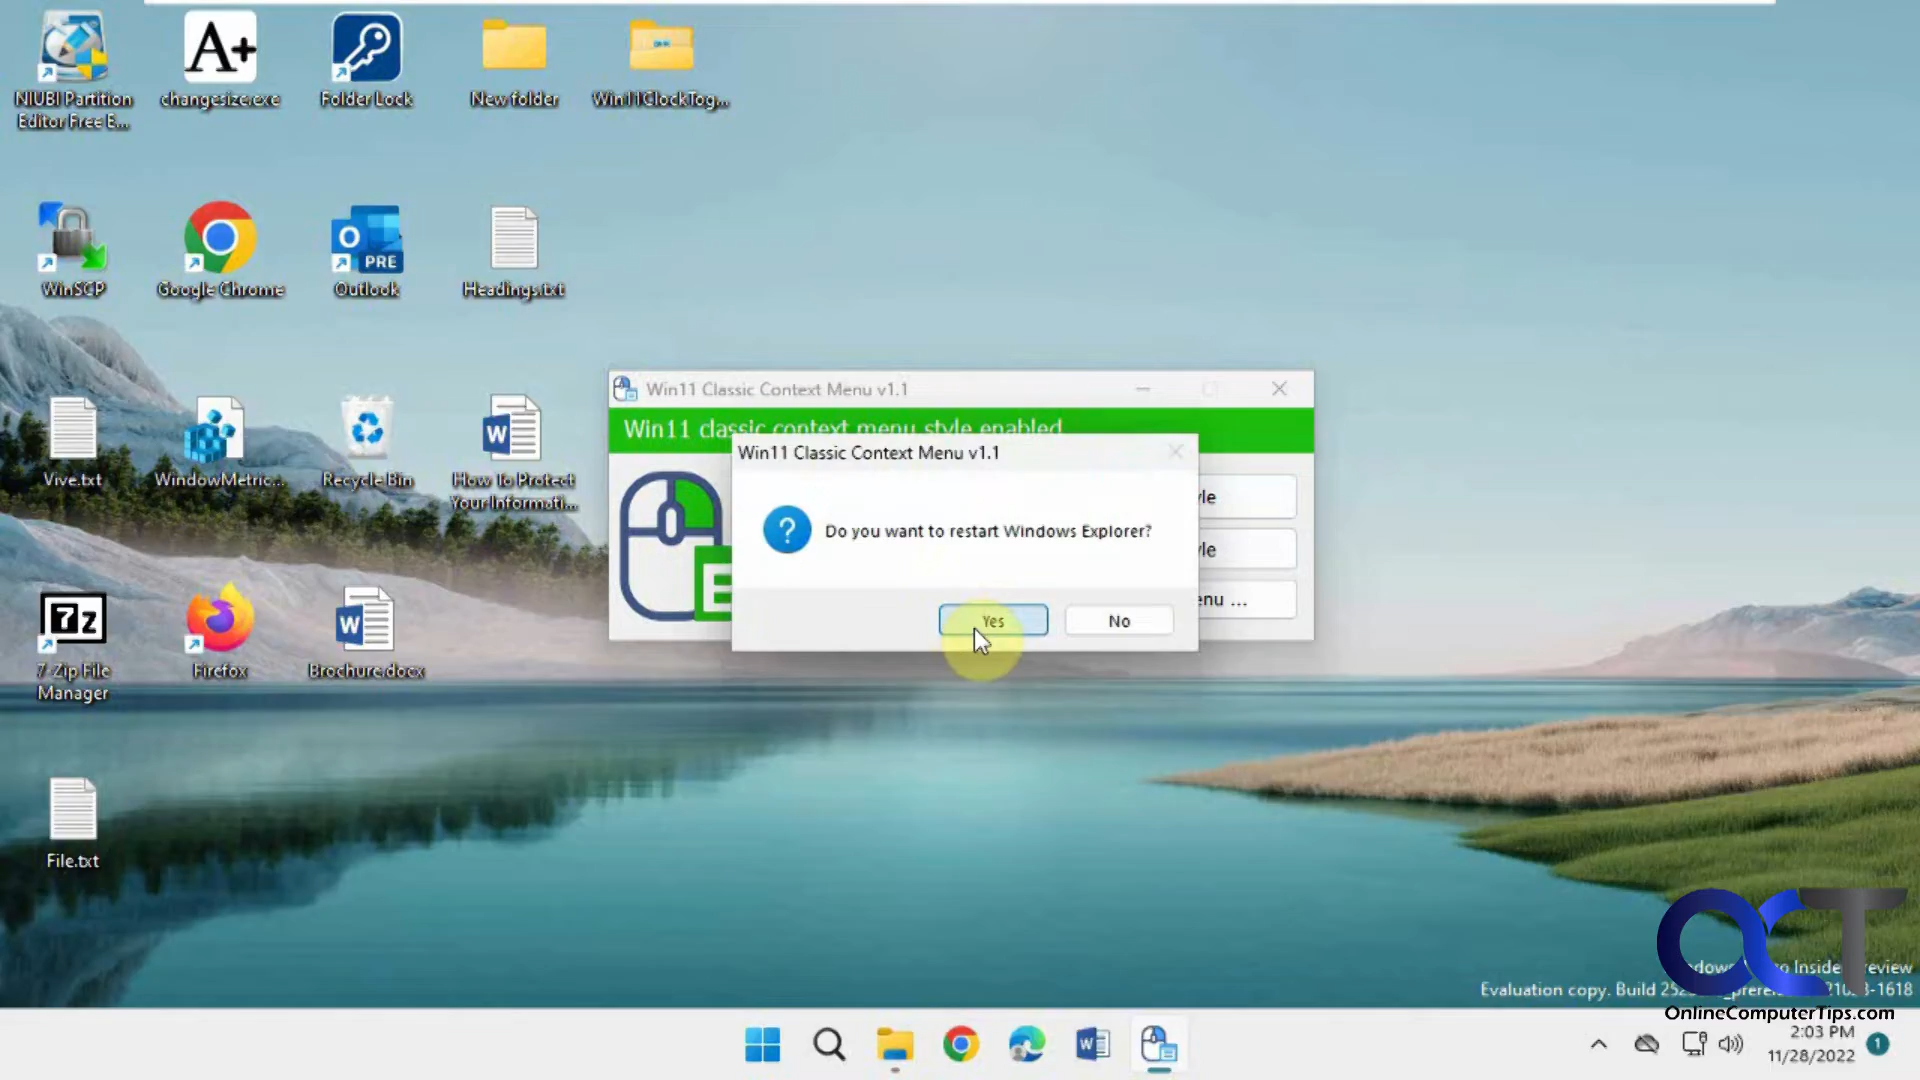 NIUBI Partition
Editor Free E...
changesize.exe
Folder Lock
New folder
Win11ClockTog...
WinSCP
Google Chrome
Outlook
Headings.txt
PRE
Vive.txt
WindowMetric...
Recycle Bin
How To Protect
Your Informati...
7-Zip File
Manager
Firefox
Brochure.docx
File.txt
Win11 Classic Context Menu v1.1
Win11 classic context menu style enabled
Win11 Classic Context Menu v1.1
Do you want to restart Windows Explorer?
Yes
No
Evaluation copy. Build
OCT
OnlineComputerTips.com
2:03 PM
11/28/2022
1